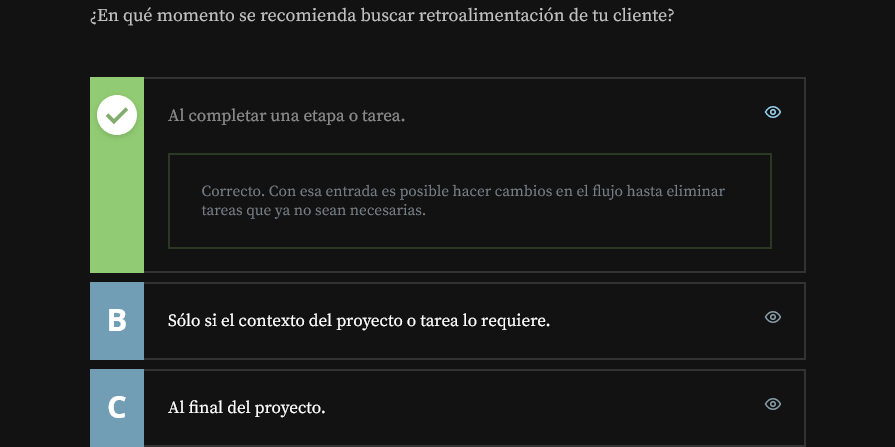 ¿En qué momento se recomienda buscar retroalimentación de tu cliente?
Al completar una etapa o tarea.
Correcto. Con esa entrada es posible hacer cambios en el flujo hasta eliminar
tareas que ya no sean necesarias.
B
Sólo si el contexto del proyecto o tarea lo requiere.
C
Al final del proyecto.